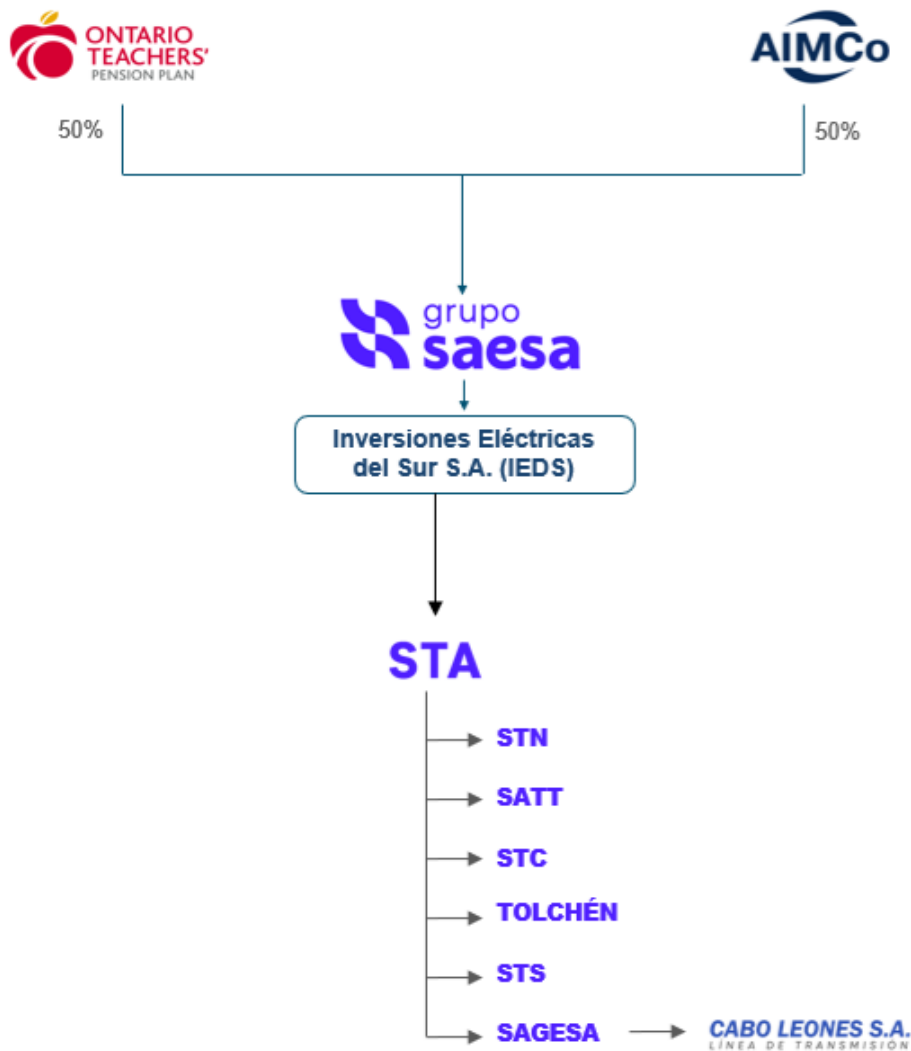 ONTARIO
TEACHERS'
PENSION PLAN
AIMCo
50%
50%
grupo
saesa
Inversiones Eléctricas
del Sur S.A. (IEDS)
STA
STN
SATT
STC
TOLCHÉN
STS
SAGESA
CABO LEONES S.A.
LÍNEA DE TRANSMISIÓN